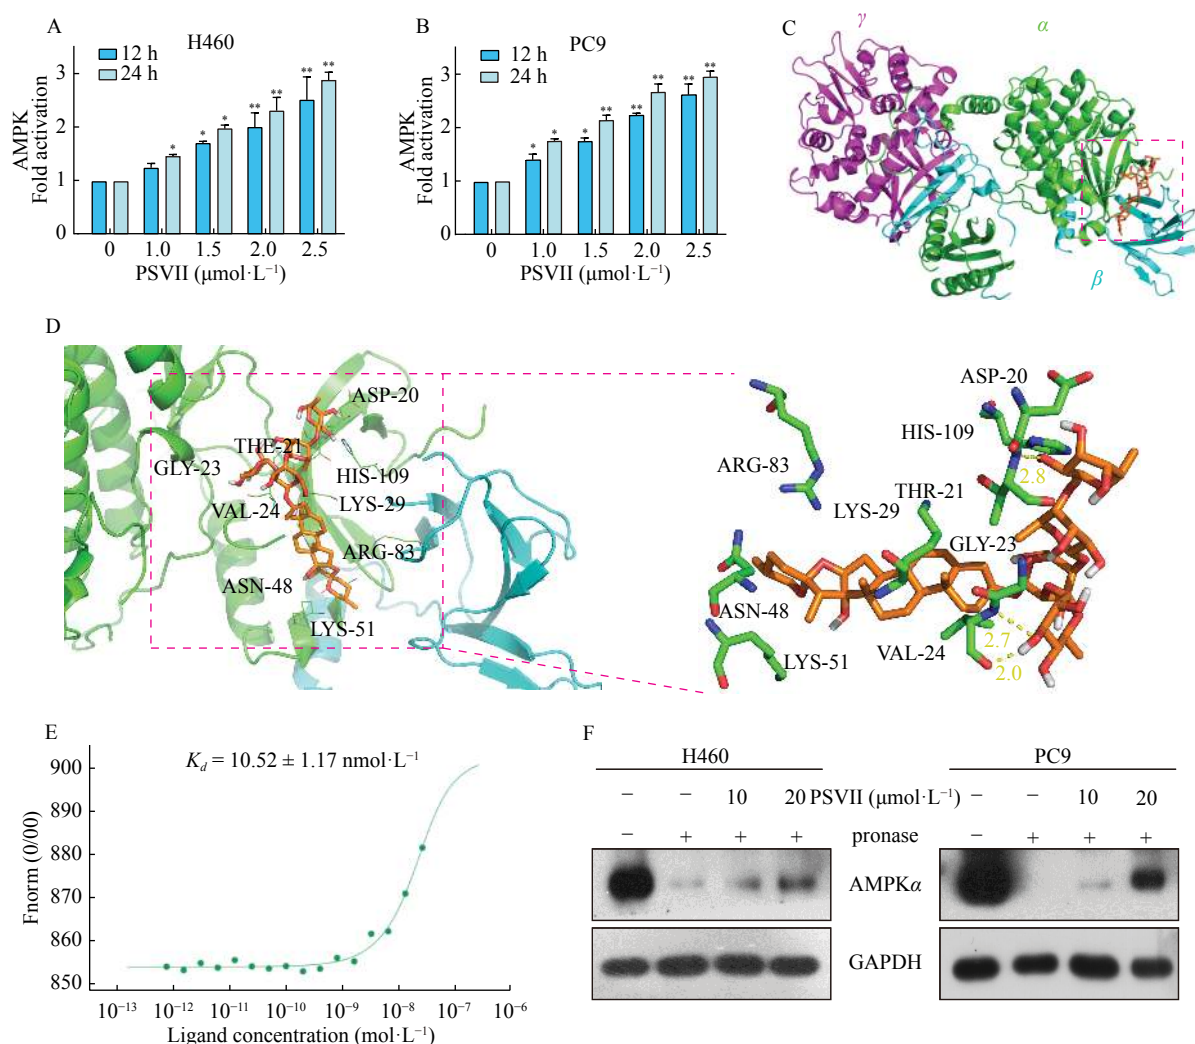 A
H460
12 h
24 h
AMPK
Fold activation
3
2
1
0
*
*
*
**
**
**
**
0
1.0
1.5
2.0
2.5
PSVII (μmol·L⁻¹)
B
PC9
12 h
24 h
AMPK
Fold activation
3
2
1
0
*
*
*
**
**
**
**
**
0
1.0
1.5
2.0
2.5
PSVII (μmol·L⁻¹)
C
γ
α
β
D
ASP-20
THE-21
GLY-23
HIS-109
VAL-24
LYS-29
ARG-83
ASN-48
LYS-51
ASP-20
HIS-109
ARG-83
2.8
THR-21
LYS-29
GLY-23
ASN-48
VAL-24
2.7
LYS-51
2.0
E
K_d = 10.52 ± 1.17 nmol·L⁻¹
Fnorm (0/00)
900
890
880
870
860
850
10⁻¹³
10⁻¹²
10⁻¹¹
10⁻¹⁰
10⁻⁹
10⁻⁸
10⁻⁷
10⁻⁶
Ligand concentration (mol·L⁻¹)
F
H460
PC9
− − 10 20 PSVII (μmol·L⁻¹) − − 10 20
− + + + pronase − + + +
AMPKα
GAPDH